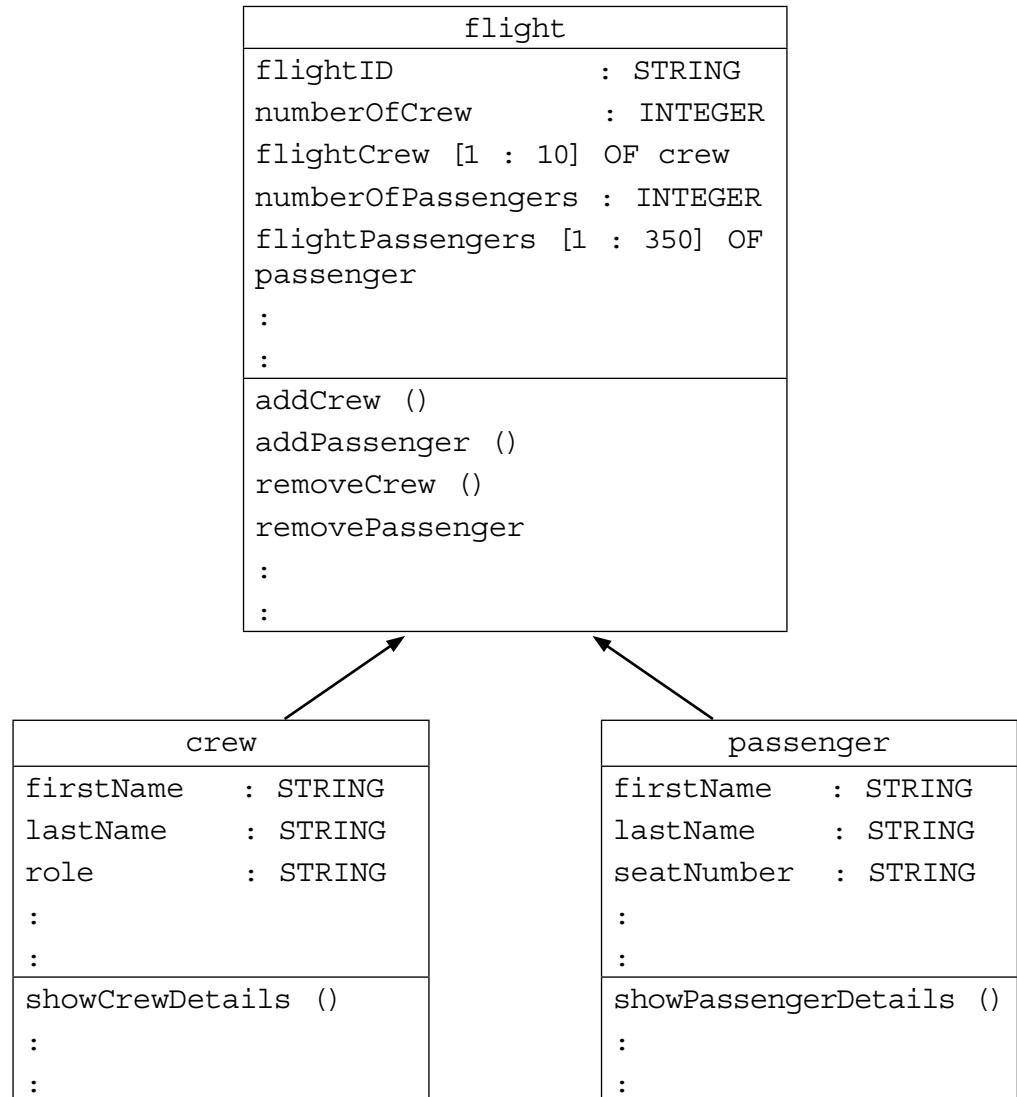 flight
flightID : STRING
numberOfCrew : INTEGER
flightCrew [1 : 10] OF crew
numberOfPassengers : INTEGER
flightPassengers [1 : 350] OF
passenger
:
:
addCrew ()
addPassenger ()
removeCrew ()
removePassenger
:
:
crew
firstName : STRING
lastName : STRING
role : STRING
:
:
showCrewDetails ()
:
:
passenger
firstName : STRING
lastName : STRING
seatNumber : STRING
:
:
showPassengerDetails ()
:
: